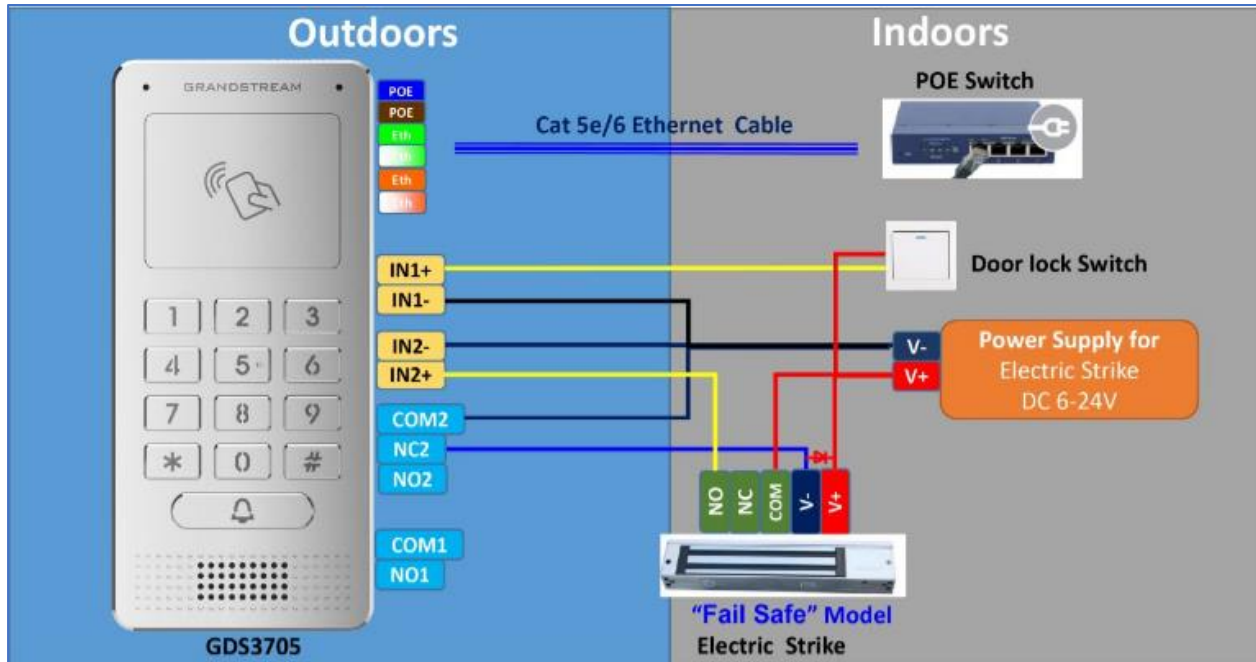 Outdoors
Indoors
GRANDSTREAM
POE
POE
Eth
Eth
Eth
Eth
Cat 5e/6 Ethernet Cable
POE Switch
IN1+
IN1-
IN2-
IN2+
COM2
NC2
NO2
COM1
NO1
1 2 3
4 5 6
7 8 9
* 0 #
GDS3705
Door lock Switch
V-
V+
Power Supply for
Electric Strike
DC 6-24V
NO
NC
COM
V-
V+
“Fail Safe” Model
Electric Strike